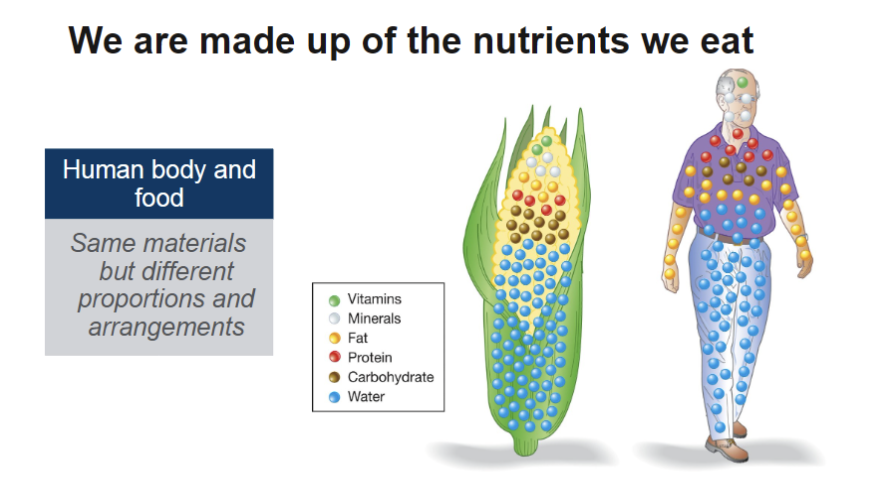 We are made up of the nutrients we eat
Human body and
food
Same materials
but different
proportions and
arrangements
Vitamins
Minerals
Fat
Protein
Carbohydrate
Water